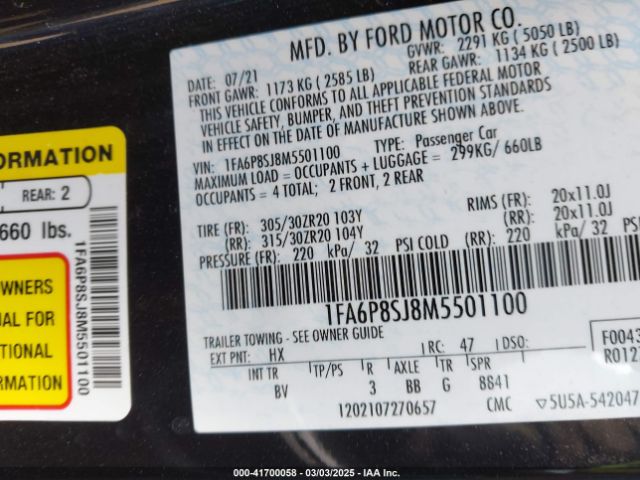 MFD. BY FORD MOTOR CO.
DATE: 07/21 GVWR: 2291 KG ( 5050 LB)
FRONT GAWR: 1173 KG ( 2585 LB) REAR GAWR: 1134 KG ( 2500 LB)
THIS VEHICLE CONFORMS TO ALL APPLICABLE FEDERAL MOTOR
VEHICLE SAFETY, BUMPER, AND THEFT PREVENTION STANDARDS
IN EFFECT ON THE DATE OF MANUFACTURE SHOWN ABOVE.
VIN: 1FA6P8SJ8M5501100 TYPE: Passenger Car
MAXIMUM LOAD = OCCUPANTS + LUGGAGE = 299KG/ 660LB
OCCUPANTS = 4 TOTAL; 2 FRONT, 2 REAR
TIRE (FR): 305/30ZR20 103Y RIMS (FR): 20x11.0J
(RR): 315/30ZR20 104Y (RR): 20x11.0J
PRESSURE (FR): 220 kPa/ 32 PSI COLD (RR): 220 kPa/ 32 PSI
1FA6P8SJ8M5501100
TRAILER TOWING - SEE OWNER GUIDE
EXT PNT: HX RC: 47 DSO:
F0043
INT TR TP/PS R AXLE TR SPR
BV 3 BB G 8841
1202107270657 CMC ▽5U5A-542047
ORMATION
REAR: 2
660 lbs.
WNERS
AL FOR
TIONAL
RMATION
1FA6P8SJ8M5501100
000-41700058 - 03/03/2025 - IAA Inc.